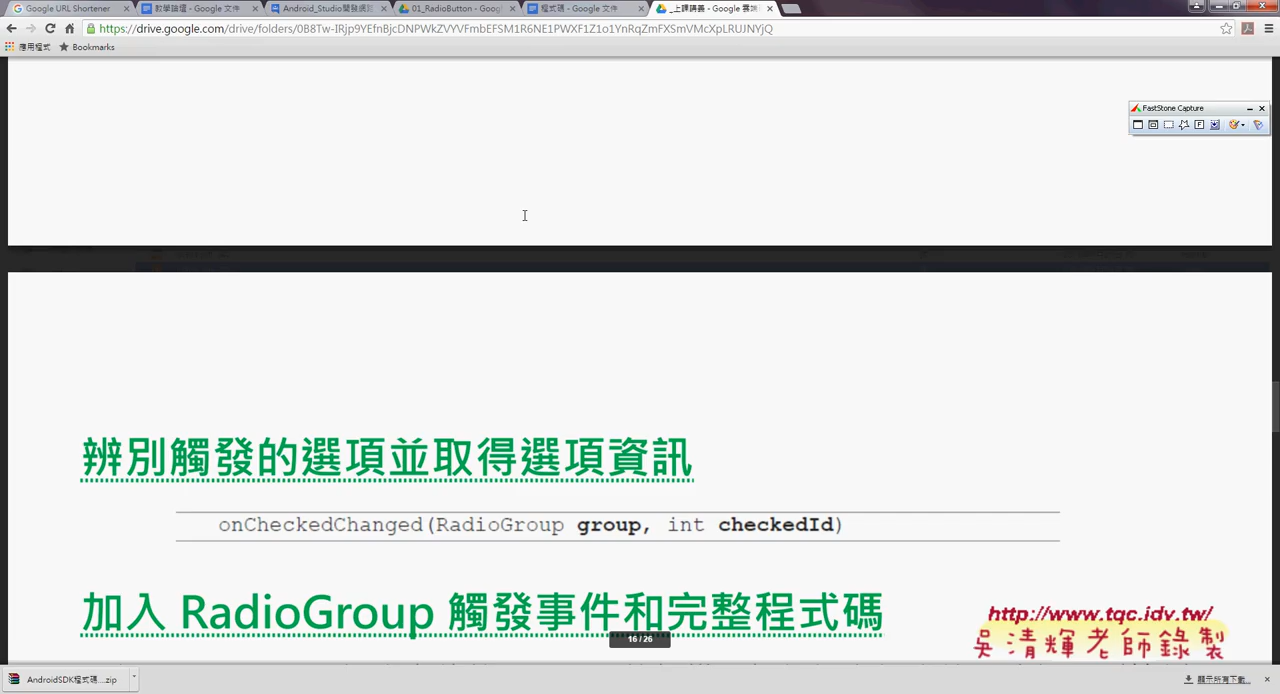 Google URL Shortener
教學論壇 - Google 文件
Android_Studio開發網誌
01_RadioButton - Goog
程式碼 - Google 文件
_上課講義 - Google 雲端
https://drive.google.com/drive/folders/0B8Tw-IRjp9YEfnBjcDNPWkZVYVFmbEFSM1R6NE1PWXF1Z1o1YnRqZmFXSmVMcXpLRUJNYjQ
應用程式
Bookmarks
FastStone Capture
辨別觸發的選項並取得選項資訊
onCheckedChanged(RadioGroup group, int checkedId)
加入 RadioGroup 觸發事件和完整程式碼
16 / 26
http://www.tqc.idv.tw/
吳清輝老師錄製
AndroidSDK程式碼....zip
顯示所有下載...